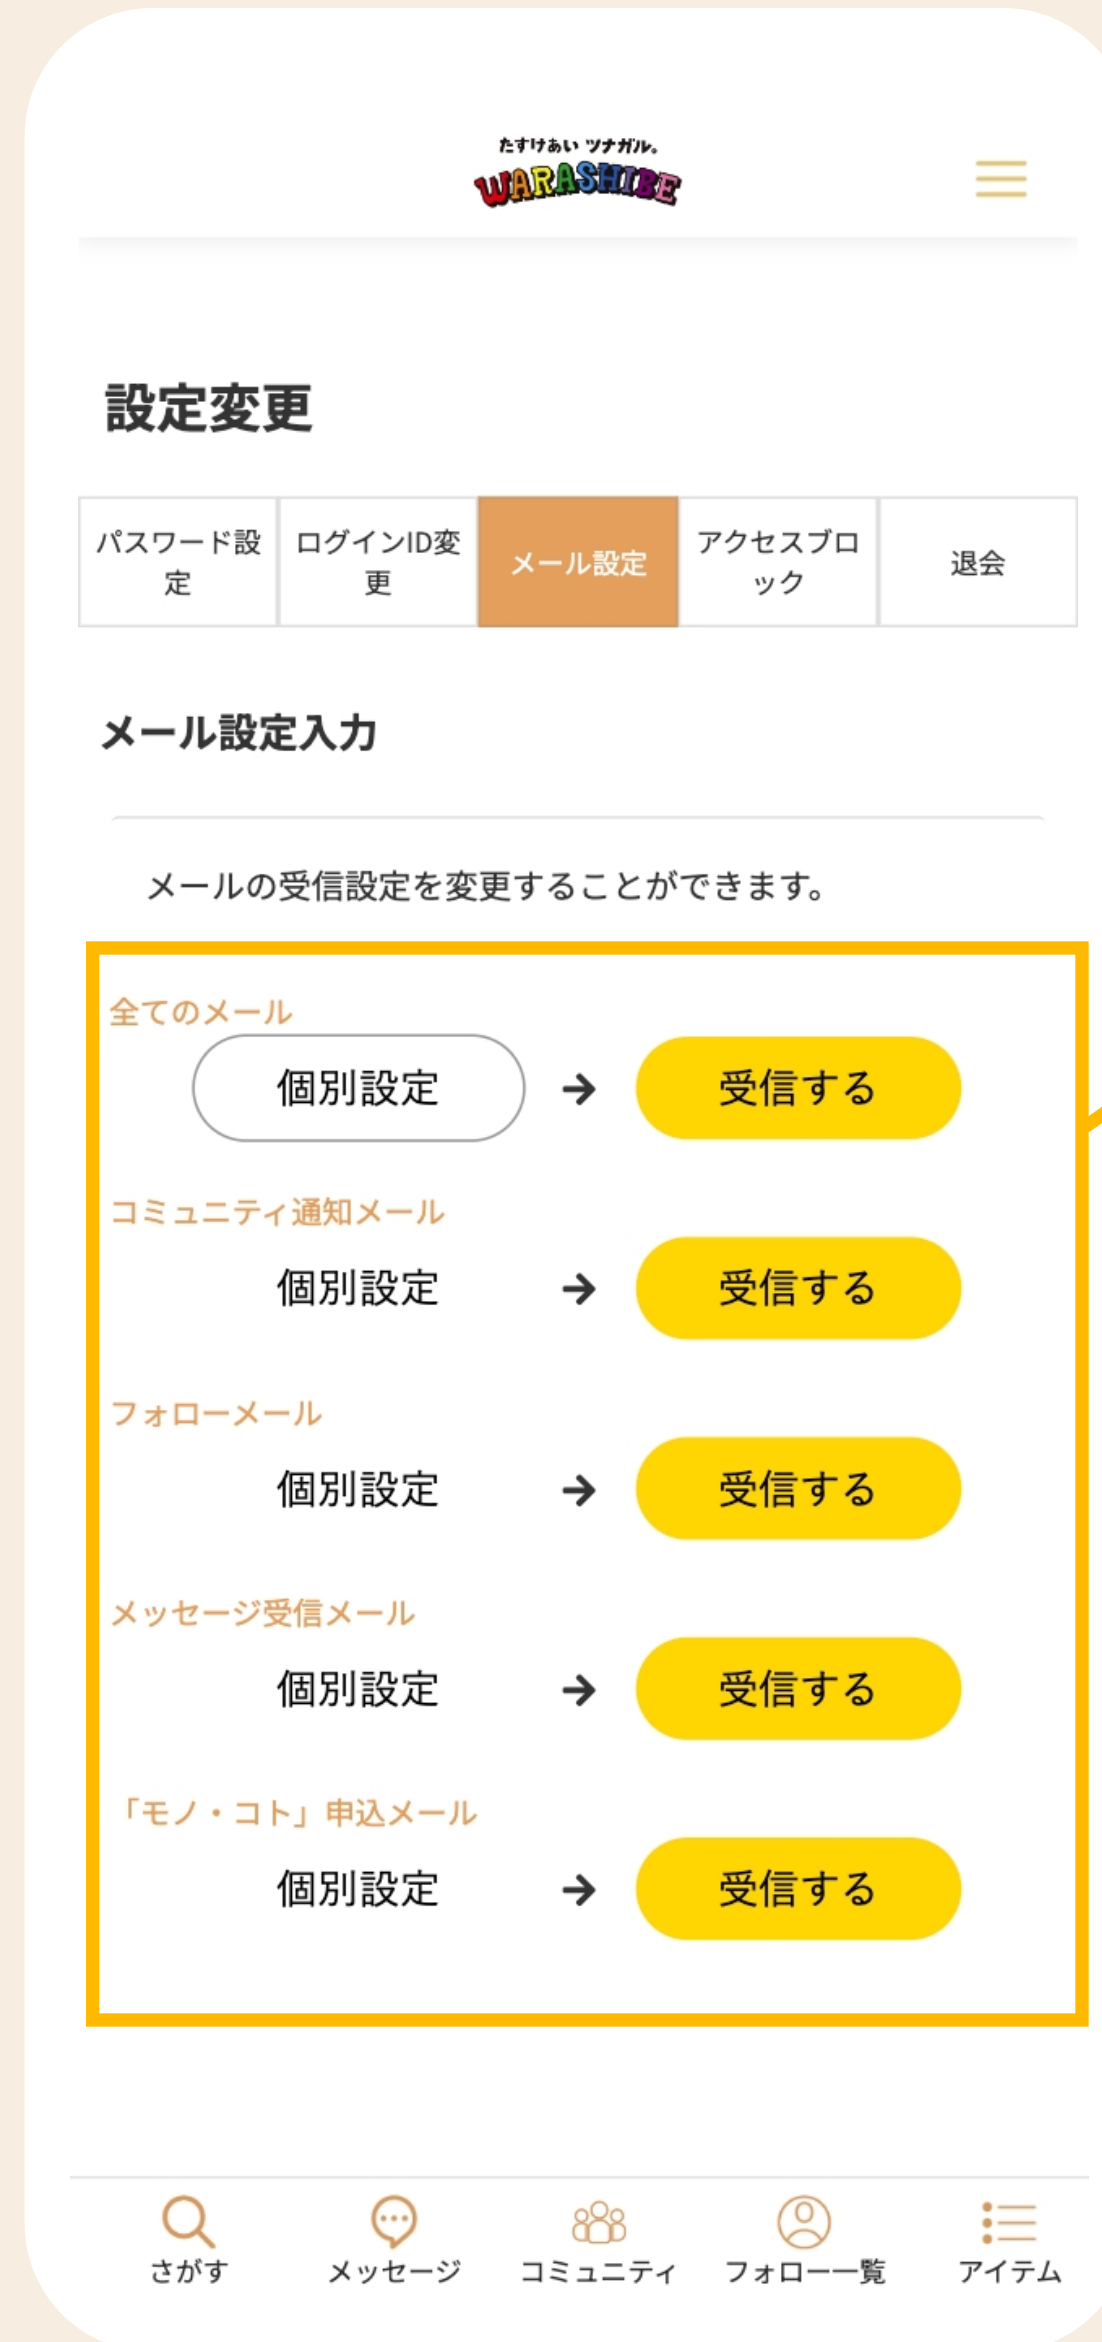 たすけあい ツナガル。
WARASHIBE
設定変更
パスワード設
定
ログインID変
更
メール設定
アクセスブロ
ック
退会
メール設定入力
メールの受信設定を変更することができます。
全てのメール
個別設定 → 受信する
コミュニティ通知メール
個別設定 → 受信する
フォローメール
個別設定 → 受信する
メッセージ受信メール
個別設定 → 受信する
「モノ・コト」申込メール
個別設定 → 受信する
さがす メッセージ コミュニティ フォロー一覧 アイテム